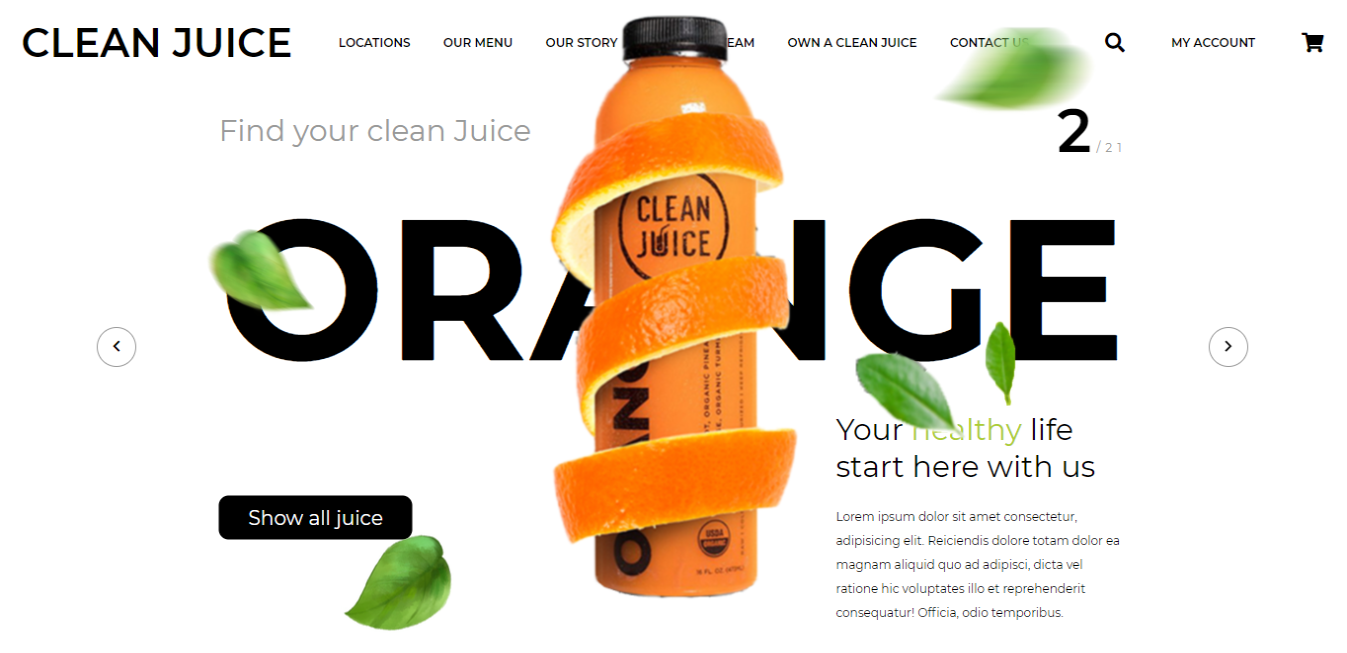 CLEAN JUICE
LOCATIONS
OUR MENU
OUR STORY
OWN A CLEAN JUICE
CONTACT US
MY ACCOUNT
Find your clean Juice
2 / 21
ORANGE
CLEAN
JUICE
USDA
ORGANIC
Your healthy life
start here with us
Show all juice
Lorem ipsum dolor sit amet consectetur,
adipisicing elit. Reiciendis dolore totam dolor ea
magnam aliquid quo ad adipisci, dicta vel
ratione hic voluptates illo et reprehenderit
consequatur! Officia, odio temporibus.